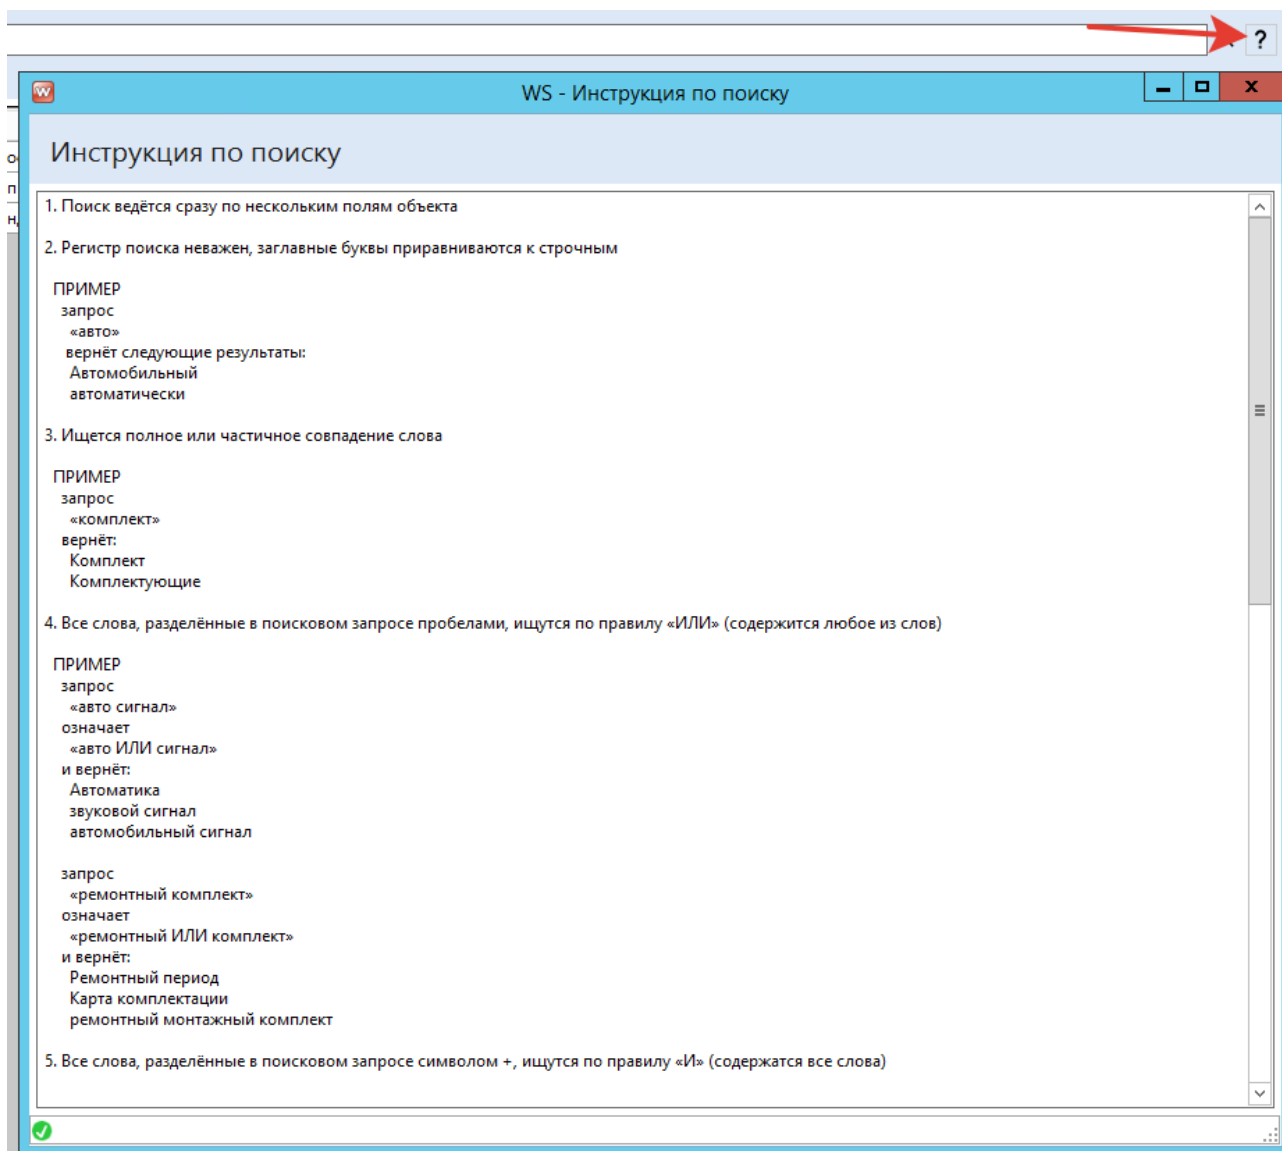 ?
WS - Инструкция по поиску
Инструкция по поиску
1. Поиск ведётся сразу по нескольким полям объекта
2. Регистр поиска неважен, заглавные буквы приравниваются к строчным
ПРИМЕР
запрос
«авто»
вернёт следующие результаты:
Автомобильный
автоматически
3. Ищется полное или частичное совпадение слова
ПРИМЕР
запрос
«комплект»
вернёт:
Комплект
Комплектующие
4. Все слова, разделённые в поисковом запросе пробелами, ищутся по правилу «ИЛИ» (содержится любое из слов)
ПРИМЕР
запрос
«авто сигнал»
означает
«авто ИЛИ сигнал»
и вернёт:
Автоматика
звуковой сигнал
автомобильный сигнал
запрос
«ремонтный комплект»
означает
«ремонтный ИЛИ комплект»
и вернёт:
Ремонтный период
Карта комплектации
ремонтный монтажный комплект
5. Все слова, разделённые в поисковом запросе символом +, ищутся по правилу «И» (содержатся все слова)